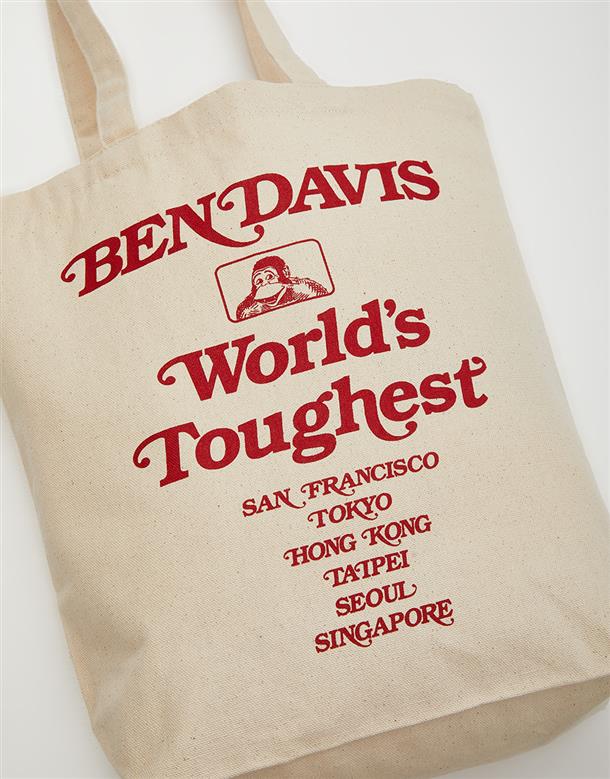 BEN DAVIS
World's
Toughest
SAN FRANCISCO
TOKYO
HONG KONG
TAIPEI
SEOUL
SINGAPORE